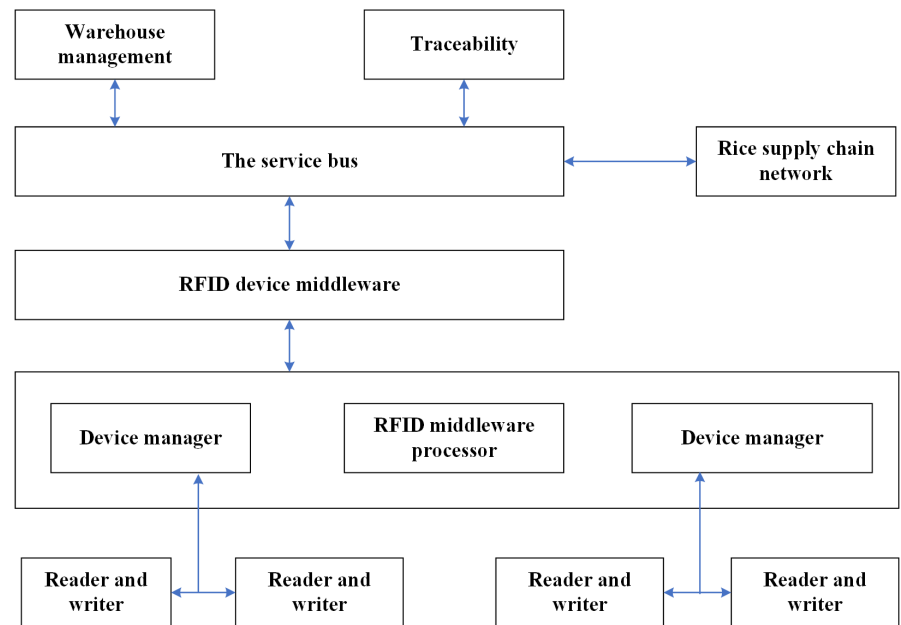 Warehouse
management
Traceability
The service bus
Rice supply chain
network
RFID device middleware
Device manager
RFID middleware
processor
Device manager
Reader and
writer
Reader and
writer
Reader and
writer
Reader and
writer